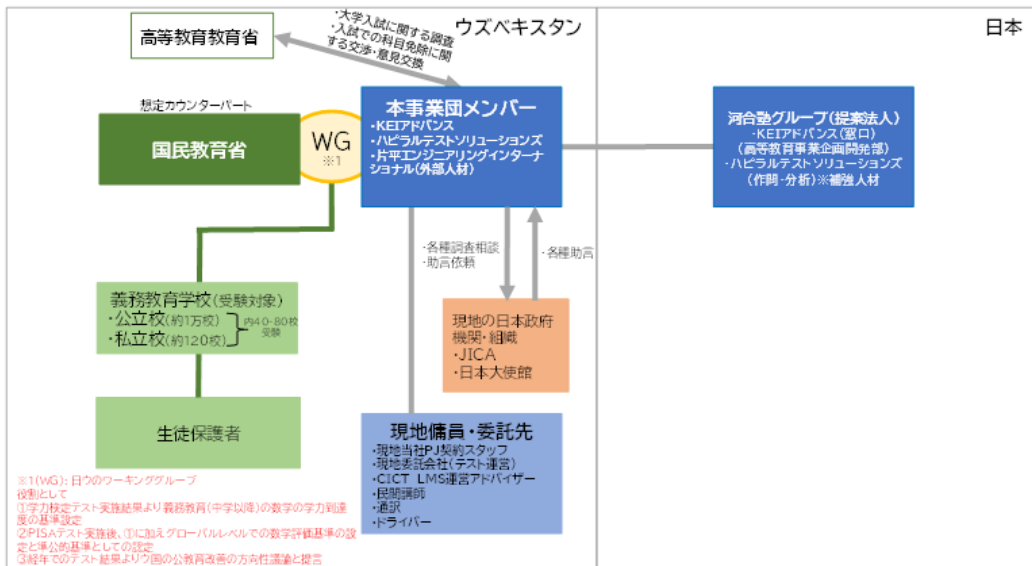 ウズベキスタン
日本
高等教育教育省
・大学入試に関する調査
・入試での科目免除に関
する交渉・意見交換
想定カウンターパート
国民教育省
WG
※1
本事業団メンバー
・KEIアドバンス
・ハピラルテストソリューションズ
・片平エンジニアリングインターナ
ショナル(外部人材)
河合塾グループ(提案法人)
・KEIアドバンス(窓口)
(高等教育事業企画開発部)
・ハピラルテストソリューションズ
(作問・分析)※補強人材
・各種調査相談
・助言依頼
・各種助言
義務教育学校(受験対象)
・公立校(約1万校)
・私立校(約120校)
内40-80校
受験
現地の日本政府
機関・組織
・JICA
・日本大使館
生徒保護者
現地傭員・委託先
・現地当社PJ契約スタッフ
・現地委託会社(テスト運営)
・CICT LMS運営アドバイザー
・民間講師
・通訳
・ドライバー
※1(WG): 日ウのワーキンググループ
役割として
①学力検定テスト実施結果より義務教育(中学以降)の数学の学力到達
度の基準設定
②PISAテスト実施後、①に加えグローバルレベルでの数学評価基準の設
定と準公的基準としての認定
③経年でのテスト結果よりウ国の公教育改善の方向性議論と提言